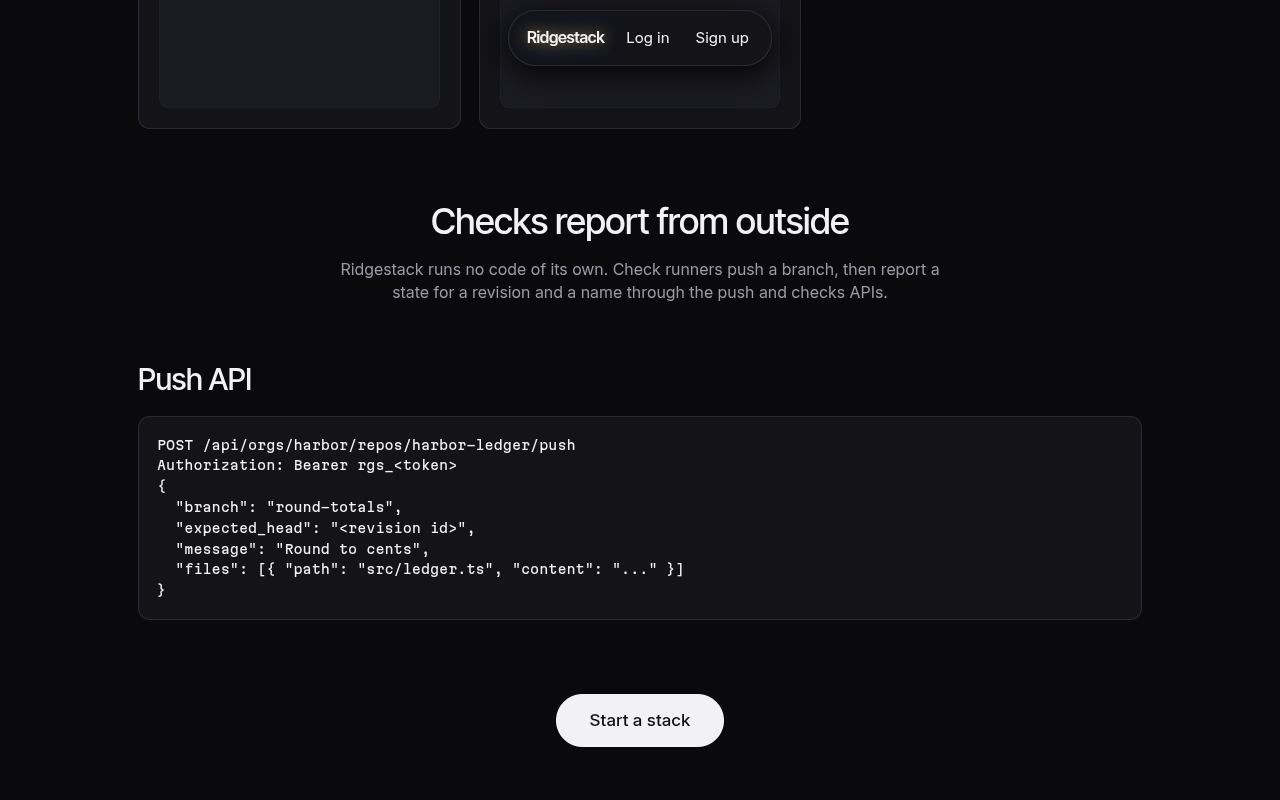 Ridgestack Log in Sign up
Checks report from outside
Ridgestack runs no code of its own. Check runners push a branch, then report a
state for a revision and a name through the push and checks APIs.
Push API
POST /api/orgs/harbor/repos/harbor-ledger/push
Authorization: Bearer rgs_<token>
{
  "branch": "round-totals",
  "expected_head": "<revision id>",
  "message": "Round to cents",
  "files": [{ "path": "src/ledger.ts", "content": "..." }]
}
Start a stack